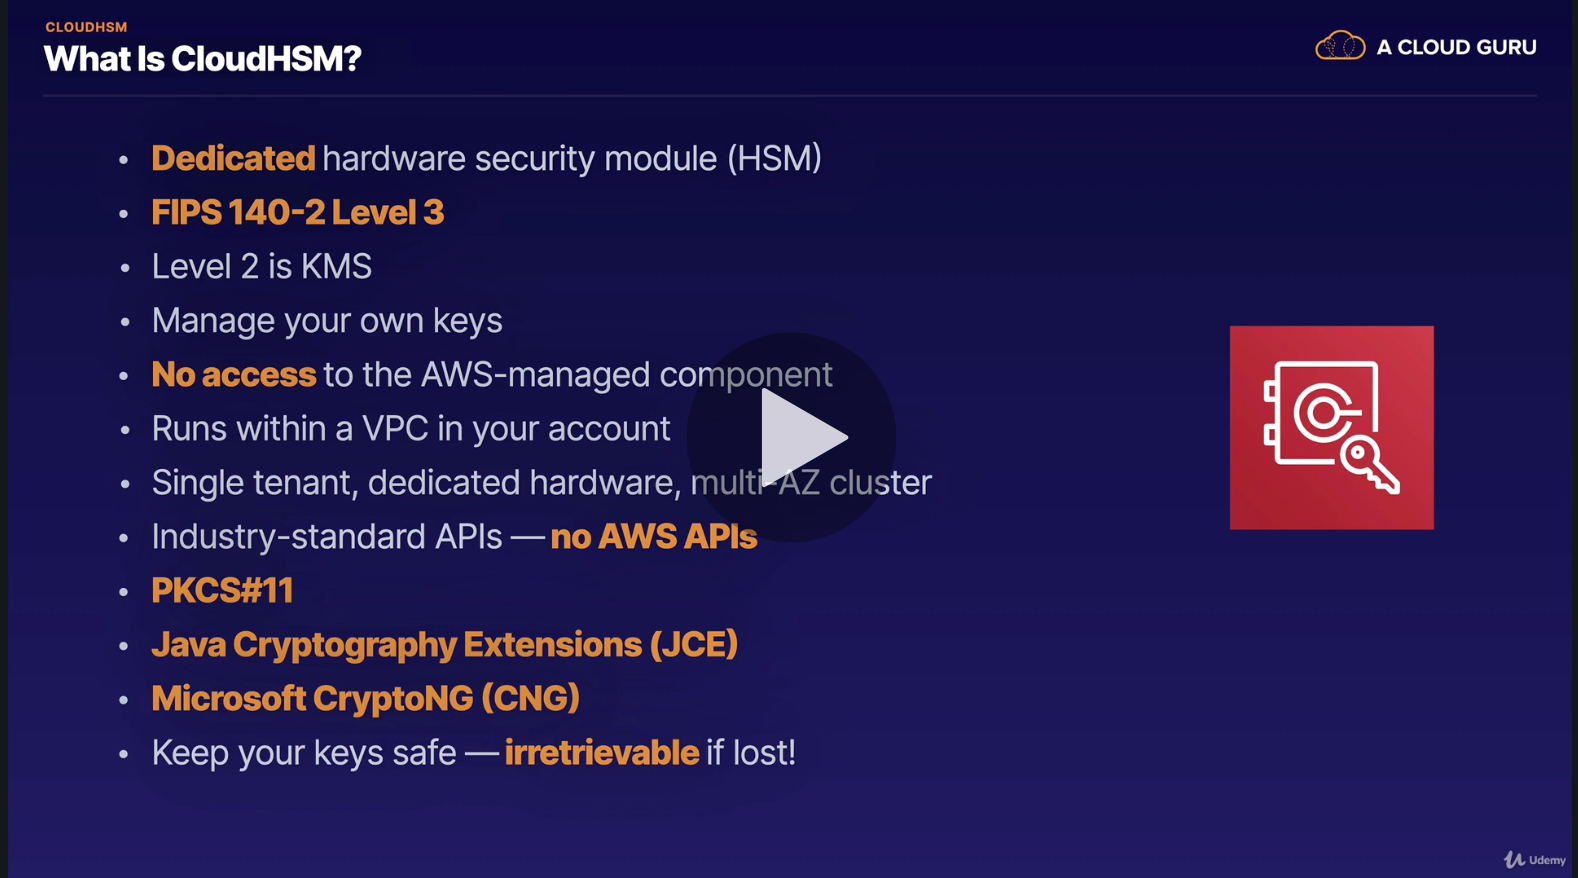 CLOUDHSM
What Is CloudHSM?
A CLOUD GURU
• Dedicated hardware security module (HSM)
• FIPS 140-2 Level 3
• Level 2 is KMS
• Manage your own keys
• No access to the AWS-managed component
• Runs within a VPC in your account
• Single tenant, dedicated hardware, multi-AZ cluster
• Industry-standard APIs — no AWS APIs
• PKCS#11
• Java Cryptography Extensions (JCE)
• Microsoft CryptoNG (CNG)
• Keep your keys safe — irretrievable if lost!
Udemy